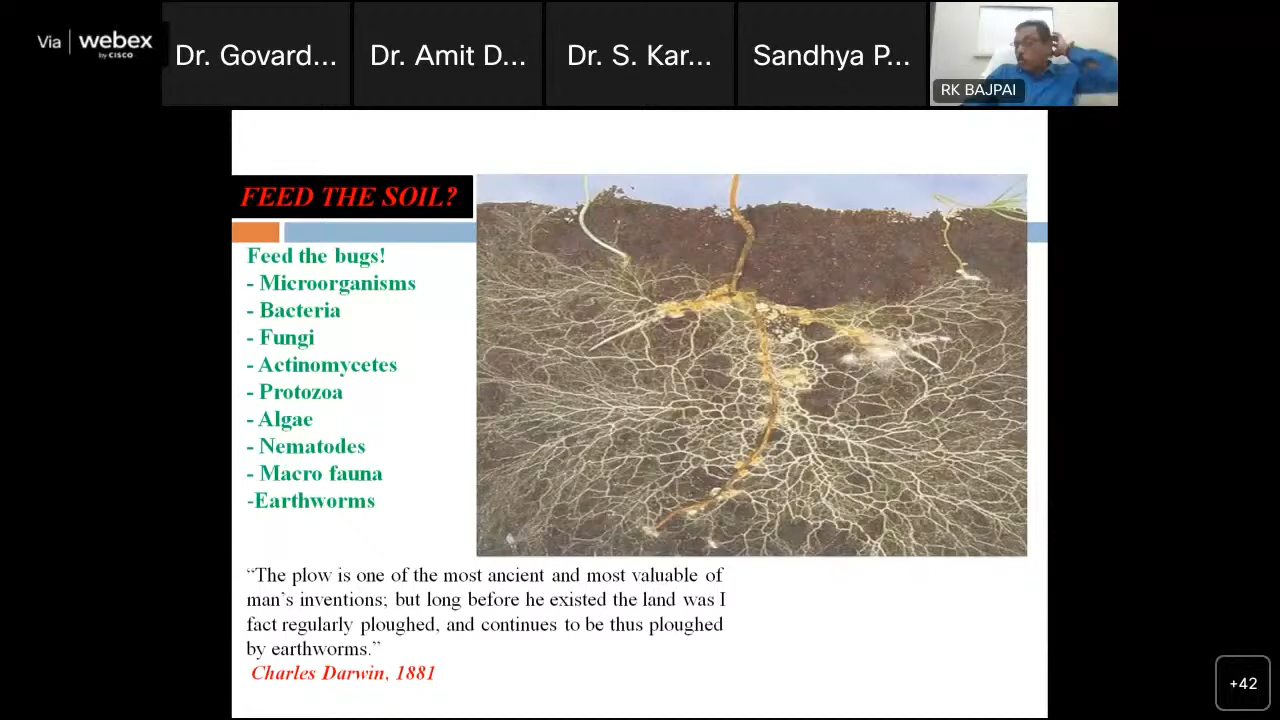 Via webex
by CISCO
Dr. Govard...
Dr. Amit D...
Dr. S. Kar...
Sandhya P...
RK BAJPAI
FEED THE SOIL?
Feed the bugs!
- Microorganisms
- Bacteria
- Fungi
- Actinomycetes
- Protozoa
- Algae
- Nematodes
- Macro fauna
-Earthworms
“The plow is one of the most ancient and most valuable of
man’s inventions; but long before he existed the land was I
fact regularly ploughed, and continues to be thus ploughed
by earthworms.”
Charles Darwin, 1881
+42